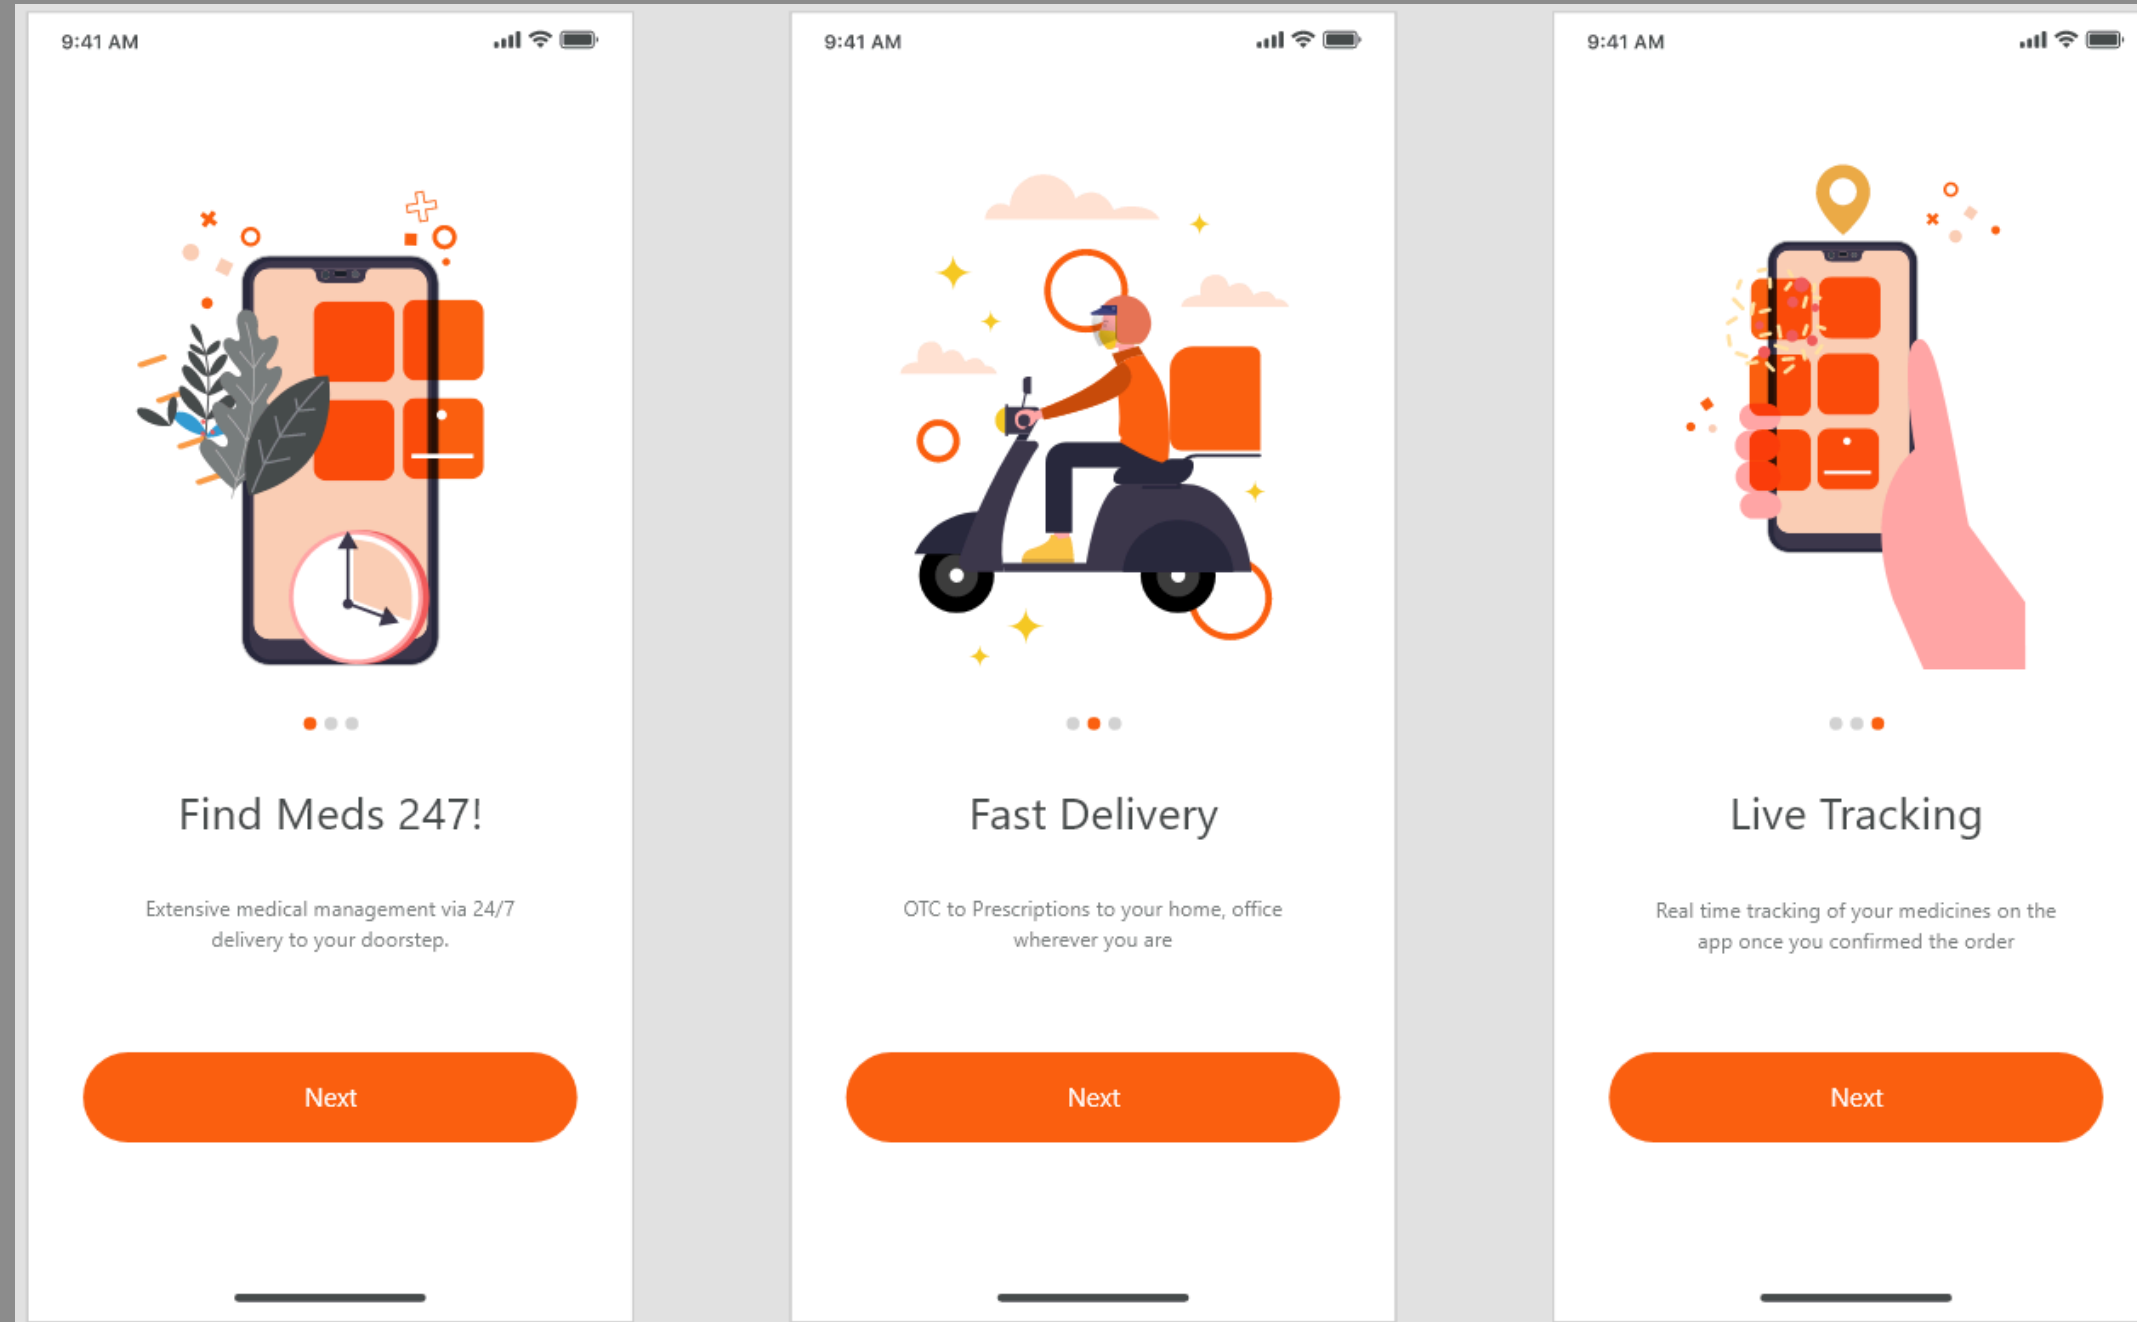 9:41 AM
Find Meds 247!
Extensive medical management via 24/7
delivery to your doorstep.
Next
9:41 AM
Fast Delivery
OTC to Prescriptions to your home, office
wherever you are
Next
9:41 AM
Live Tracking
Real time tracking of your medicines on the
app once you confirmed the order
Next